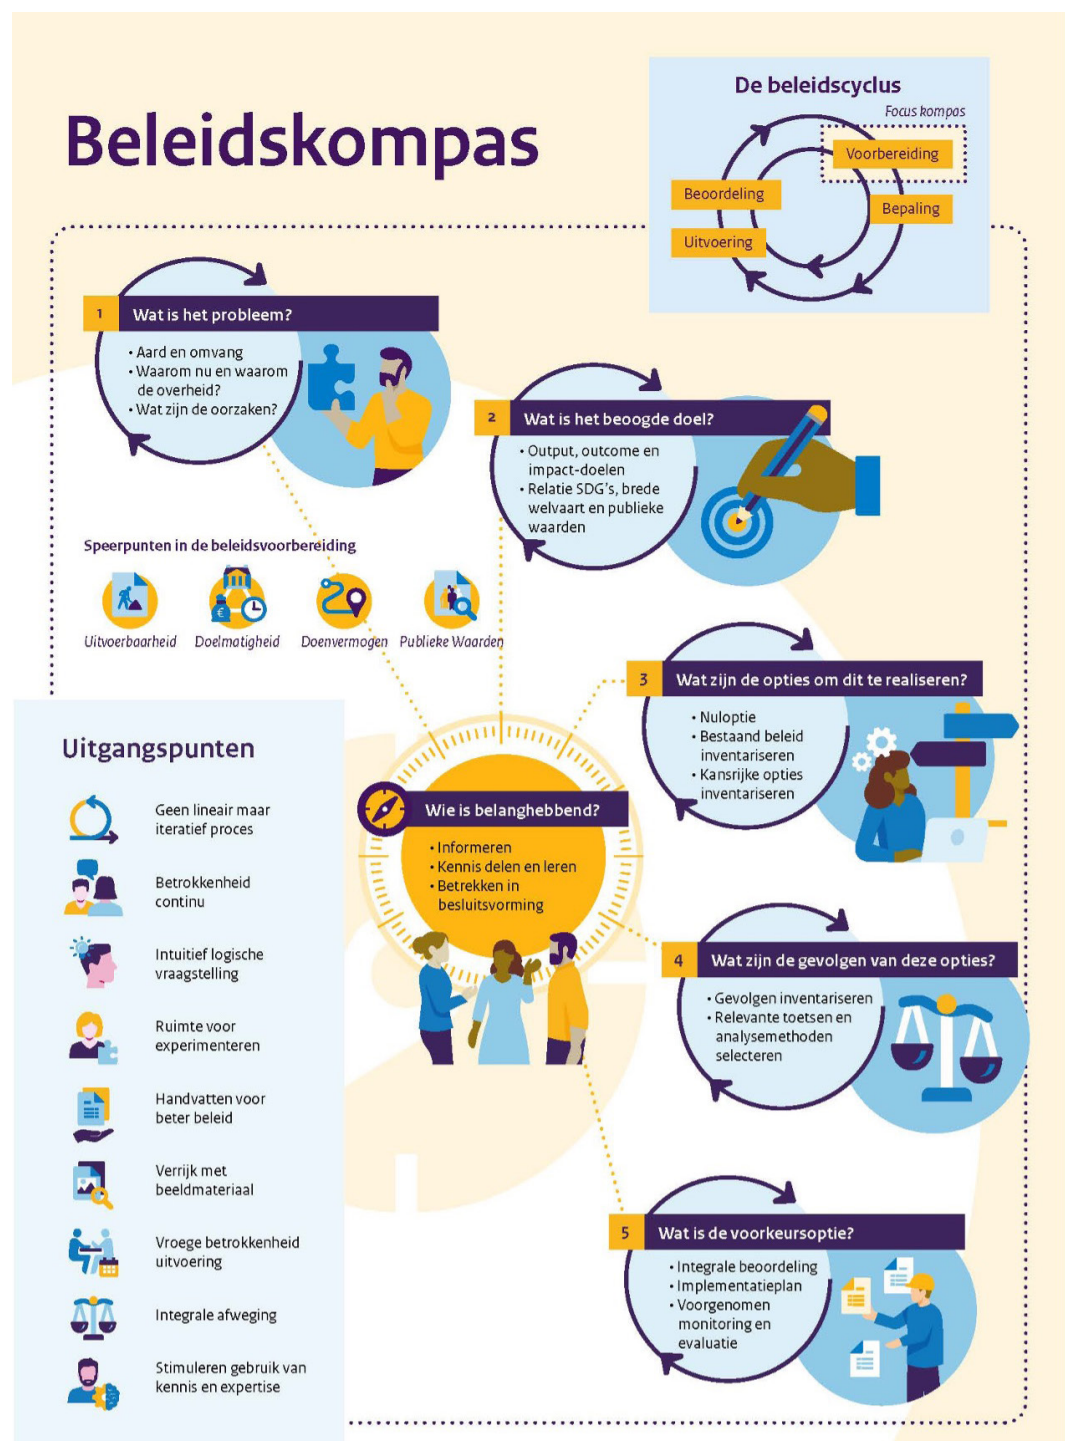 Beleidskompas
De beleidscyclus
Focus kompas
Voorbereiding
Beoordeling
Bepaling
Uitvoering
1
Wat is het probleem?
• Aard en omvang
• Waarom nu en waarom
de overheid?
• Wat zijn de oorzaken?
2
Wat is het beoogde doel?
• Output, outcome en
impact-doelen
• Relatie SDG's, brede
welvaart en publieke
waarden
Speerpunten in de beleidsvoorbereiding
Uitvoerbaarheid
Doelmatigheid
Doenvermogen
Publieke Waarden
3
Wat zijn de opties om dit te realiseren?
• Nuloptie
• Bestaand beleid
inventariseren
• Kansrijke opties
inventariseren
Wie is belanghebbend?
• Informeren
• Kennis delen en leren
• Betrekken in
besluitsvorming
4
Wat zijn de gevolgen van deze opties?
• Gevolgen inventariseren
• Relevante toetsen en
analysemethoden
selecteren
5
Wat is de voorkeursoptie?
• Integrale beoordeling
• Implementatieplan
• Voorgenomen
monitoring en
evaluatie
Uitgangspunten
Geen lineair maar
iteratief proces
Betrokkenheid
continu
Intuitief logische
vraagstelling
Ruimte voor
experimenteren
Handvatten voor
beter beleid
Verrijk met
beeldmateriaal
Vroege betrokkenheid
uitvoering
Integrale afweging
Stimuleren gebruik van
kennis en expertise